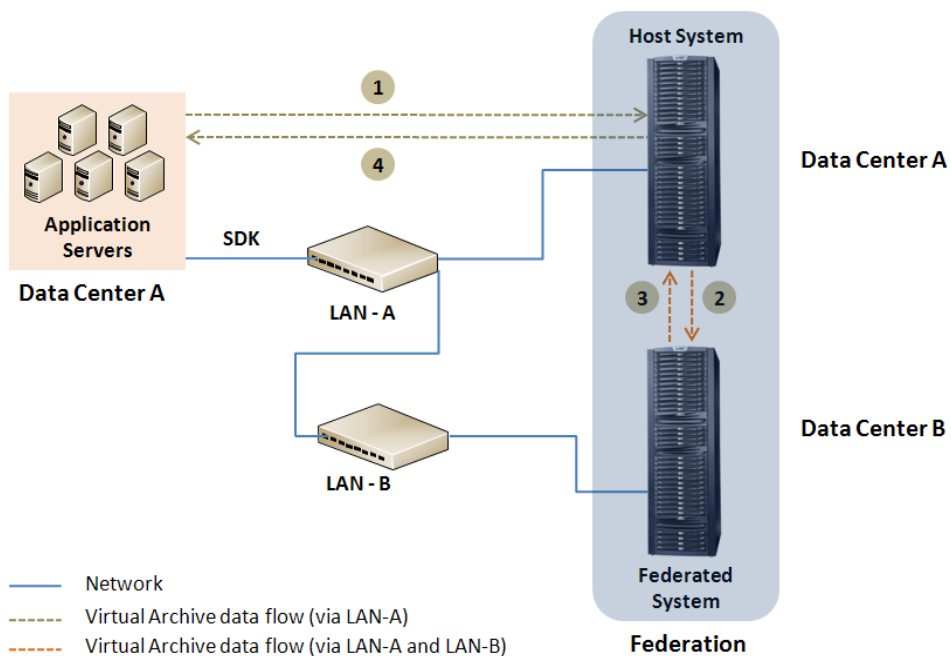 Host System
1
4
Application
Servers
Data Center A
SDK
LAN - A
Data Center A
3
2
LAN - B
Data Center B
Federated
System
Federation
Network
Virtual Archive data flow (via LAN-A)
Virtual Archive data flow (via LAN-A and LAN-B)